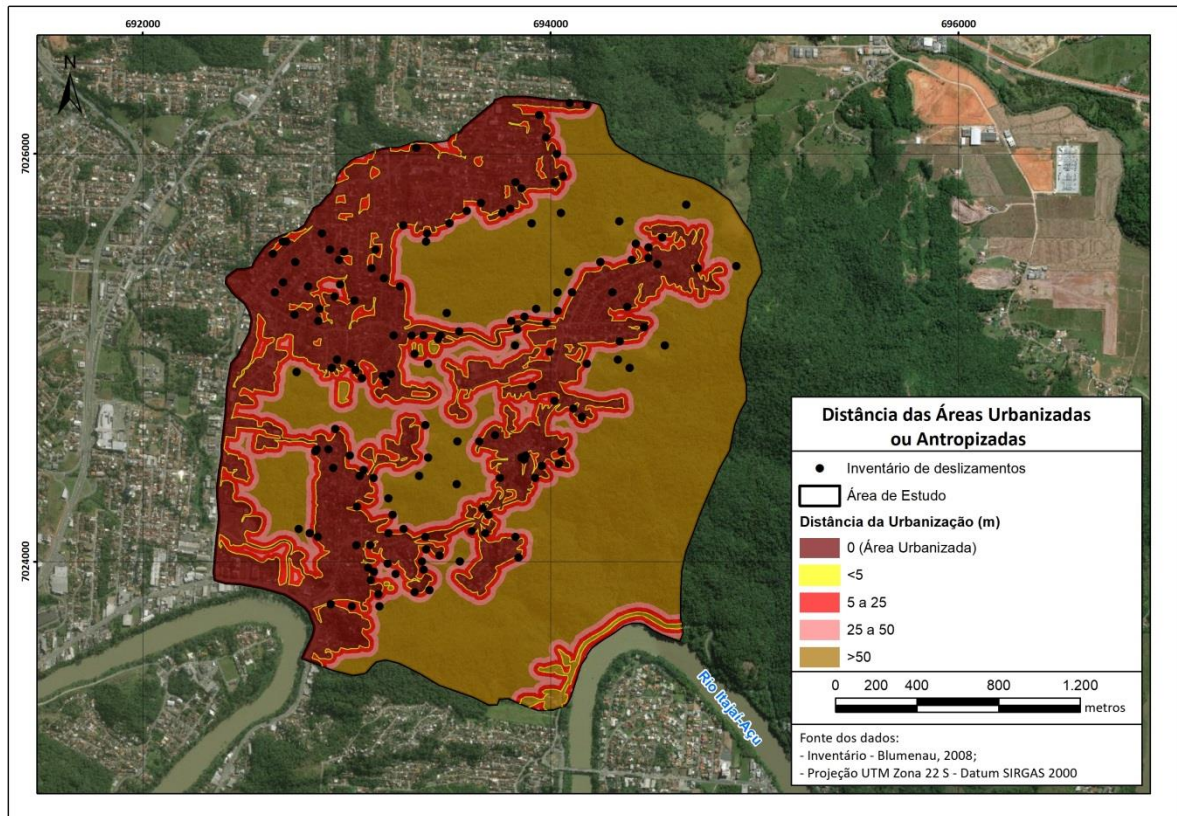 692000
694000
696000
N
7026000
7024000
Rio Itajaí-Açu
Distância das Áreas Urbanizadas
ou Antropizadas
Inventário de deslizamentos
Área de Estudo
Distância da Urbanização (m)
0 (Área Urbanizada)
<5
5 a 25
25 a 50
>50
0 200 400 800 1.200
metros
Fonte dos dados:
- Inventário - Blumenau, 2008;
- Projeção UTM Zona 22 S - Datum SIRGAS 2000